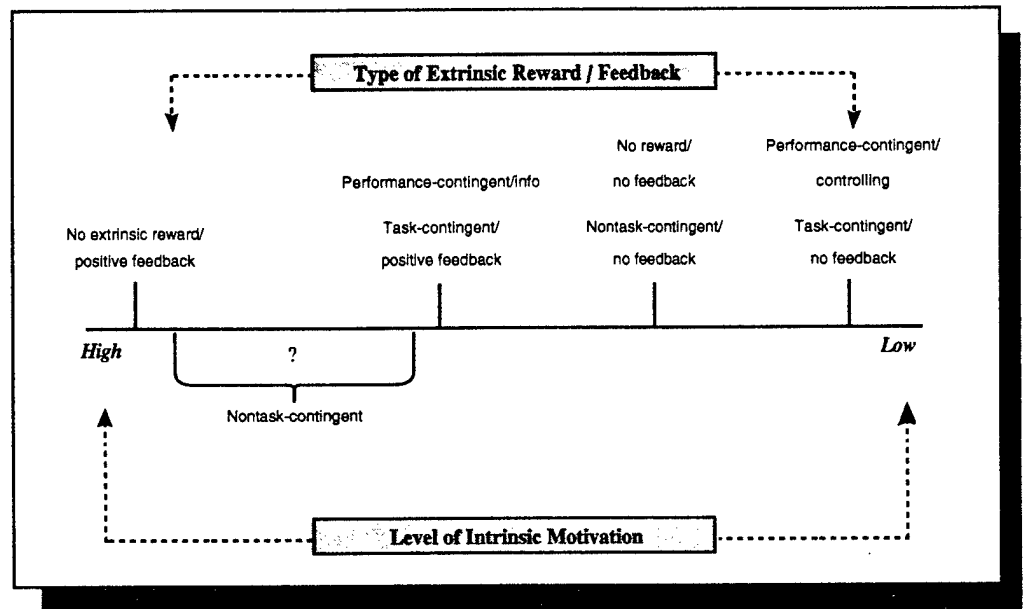 Type of Extrinsic Reward / Feedback
No extrinsic reward/
positive feedback
Performance-contingent/info
Task-contingent/
positive feedback
No reward/
no feedback
Nontask-contingent/
no feedback
Performance-contingent/
controlling
Task-contingent/
no feedback
High
?
Low
Nontask-contingent
Level of Intrinsic Motivation